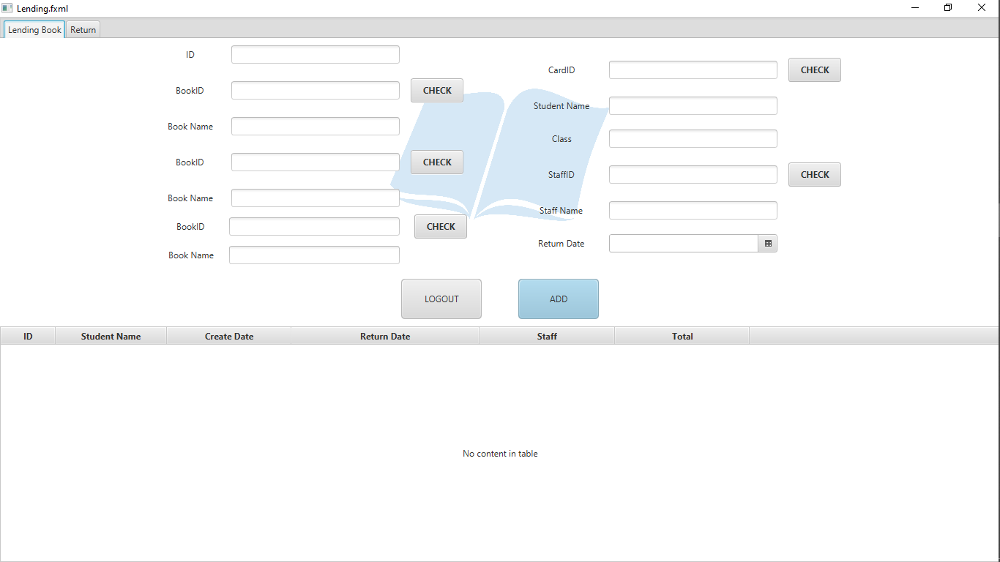 Lending.fxml
Lending Book Return
ID
BookID CHECK
Book Name
BookID CHECK
Book Name
BookID CHECK
Book Name
CardID CHECK
Student Name
Class
StaffID CHECK
Staff Name
Return Date
LOGOUT ADD
ID Student Name Create Date Return Date Staff Total
No content in table